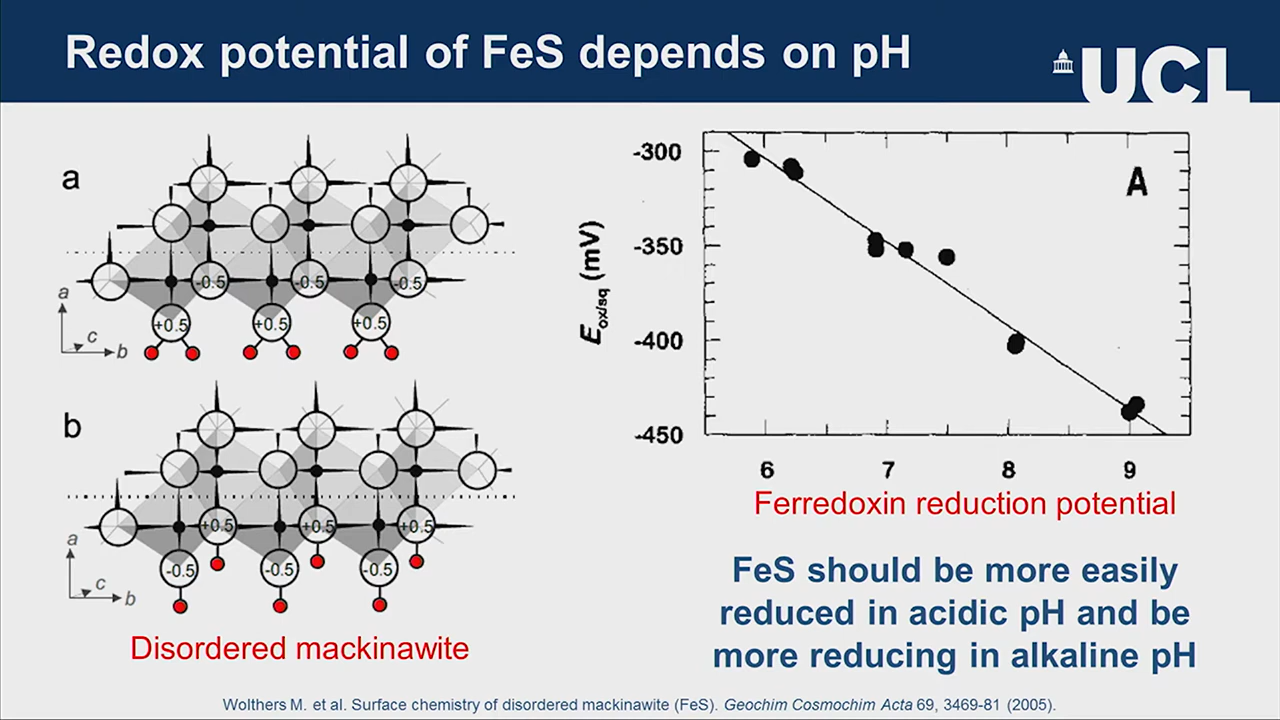 Redox potential of FeS depends on pH
UCL
a
-0.5 -0.5 -0.5
+0.5 +0.5 +0.5
a
c
b
b
+0.5 +0.5 +0.5
-0.5 -0.5 -0.5
a
c
b
Disordered mackinawite
A
-300
-350
-400
-450
Eox/sq (mV)
6 7 8 9
Ferredoxin reduction potential
FeS should be more easily
reduced in acidic pH and be
more reducing in alkaline pH
Wolthers M. et al. Surface chemistry of disordered mackinawite (FeS). Geochim Cosmochim Acta 69, 3469-81 (2005).